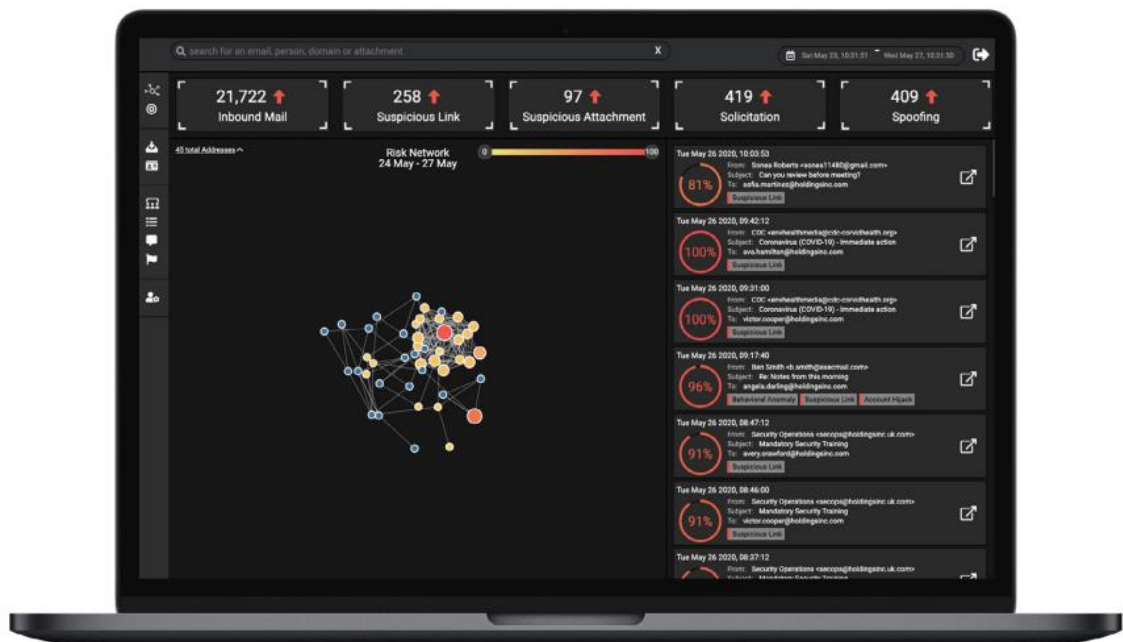 search for an email, person, domain or attachment X
Sat May 23, 10:31:51 - Wed May 27, 10:31:50
21,722
Inbound Mail
258
Suspicious Link
97
Suspicious Attachment
419
Solicitation
409
Spoofing
45 total Addresses
Risk Network
24 May - 27 May
0
100
Tue May 26 2020, 10:03:53
81%
From: Sonea Roberts <sonea11480@gmail.com>
Subject: Can you review before meeting?
To: sofia.martinez@holdingsinc.com
Suspicious Link
Tue May 26 2020, 09:42:12
100%
From: CDC <envhealthmedia@cdc-corvidhealth.org>
Subject: Coronavirus (COVID-19) - Immediate action
To: ava.hamilton@holdingsinc.com
Suspicious Link
Tue May 26 2020, 09:31:00
100%
From: CDC <envhealthmedia@cdc-corvidhealth.org>
Subject: Coronavirus (COVID-19) - Immediate action
To: victor.cooper@holdingsinc.com
Suspicious Link
Tue May 26 2020, 09:17:40
96%
From: Ben Smith <b.smith@execmail.com>
Subject: Re: Notes from this morning
To: angela.darling@holdingsinc.com
Behavioral Anomaly Suspicious Link Account Hijack
Tue May 26 2020, 08:47:12
91%
From: Security Operations <secops@holdingsinc.uk.com>
Subject: Mandatory Security Training
To: avery.crawford@holdingsinc.com
Suspicious Link
Tue May 26 2020, 08:46:00
91%
From: Security Operations <secops@holdingsinc.uk.com>
Subject: Mandatory Security Training
To: victor.cooper@holdingsinc.com
Suspicious Link
Tue May 26 2020, 08:37:12
From: Security Operations <secops@holdingsinc.uk.com>